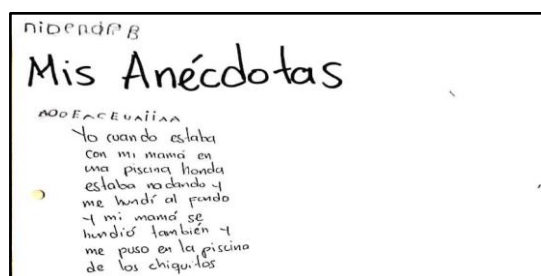 Mis Anécdotas
Yo cuando estaba
con mi mamá en
una piscina honda
estaba nadando y
me hundí al fondo
y mi mamá se
hundió también y
me puso en la piscina
de los chiquitos